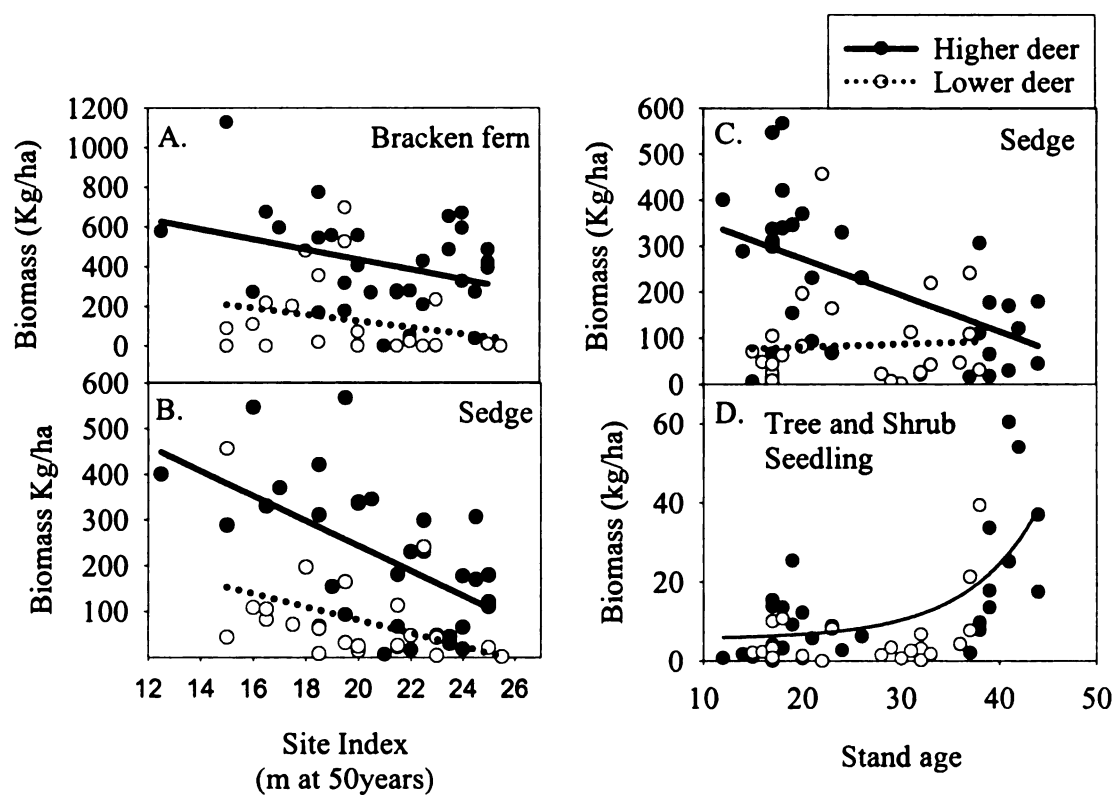 Higher deer
Lower deer
A.
Bracken fern
1200
1000
800
600
400
200
0
Biomass (Kg/ha)
B.
Sedge
600
500
400
300
200
100
Biomass Kg/ha
12 14 16 18 20 22 24 26
Site Index
(m at 50years)
C.
Sedge
600
500
400
300
200
100
0
Biomass (Kg/ha)
D.
Tree and Shrub
Seedling
60
40
20
0
Biomass (kg/ha)
10 20 30 40 50
Stand age